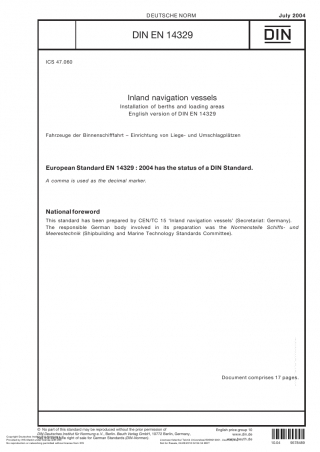 DEUTSCHE NORM
July 2004
DIN EN 14329
DIN
ICS 47.060
Inland navigation vessels
Installation of berths and loading areas
English version of DIN EN 14329
Fahrzeuge der Binnenschifffahrt – Einrichtung von Liege- und Umschlagplätzen
European Standard EN 14329 : 2004 has the status of a DIN Standard.
A comma is used as the decimal marker.
National foreword
This standard has been prepared by CEN/TC 15 'Inland navigation vessels' (Secretariat: Germany).
The responsible German body involved in its preparation was the Normenstelle Schiffs- und
Meerestechnik (Shipbuilding and Marine Technology Standards Committee).
Document comprises 17 pages.
© No part of this standard may be reproduced without the prior permission of
DIN Deutsches Institut für Normung e.V., Berlin. Beuth Verlag GmbH, 10772 Berlin, Germany,
has the exclusive right of sale for German Standards (DIN-Normen).
English price group 10
www.din.de
www.beuth.de